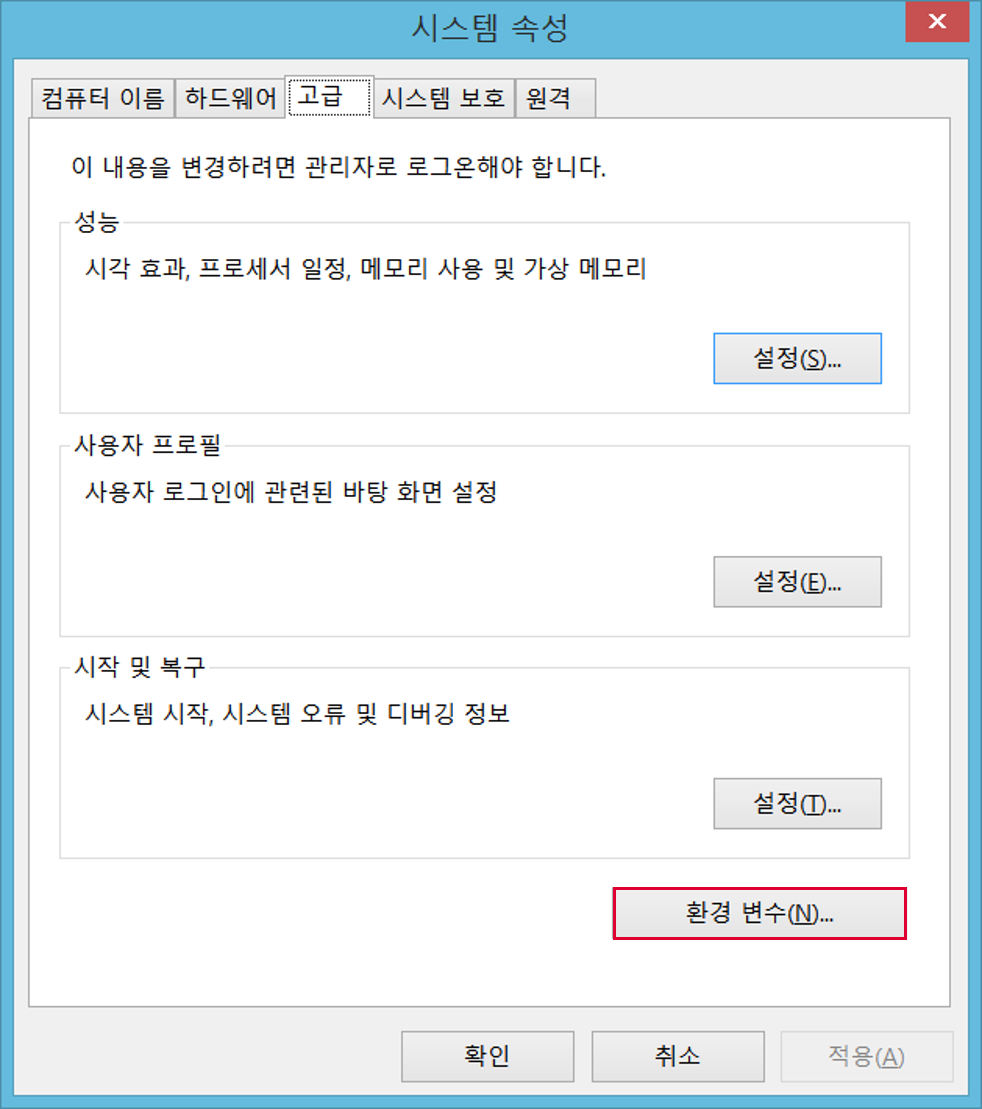 시스템 속성
컴퓨터 이름 하드웨어 고급 시스템 보호 원격
이 내용을 변경하려면 관리자로 로그온해야 합니다.
성능
시각 효과, 프로세서 일정, 메모리 사용 및 가상 메모리
설정(S)...
사용자 프로필
사용자 로그인에 관련된 바탕 화면 설정
설정(E)...
시작 및 복구
시스템 시작, 시스템 오류 및 디버깅 정보
설정(T)...
환경 변수(N)...
확인 취소 적용(A)